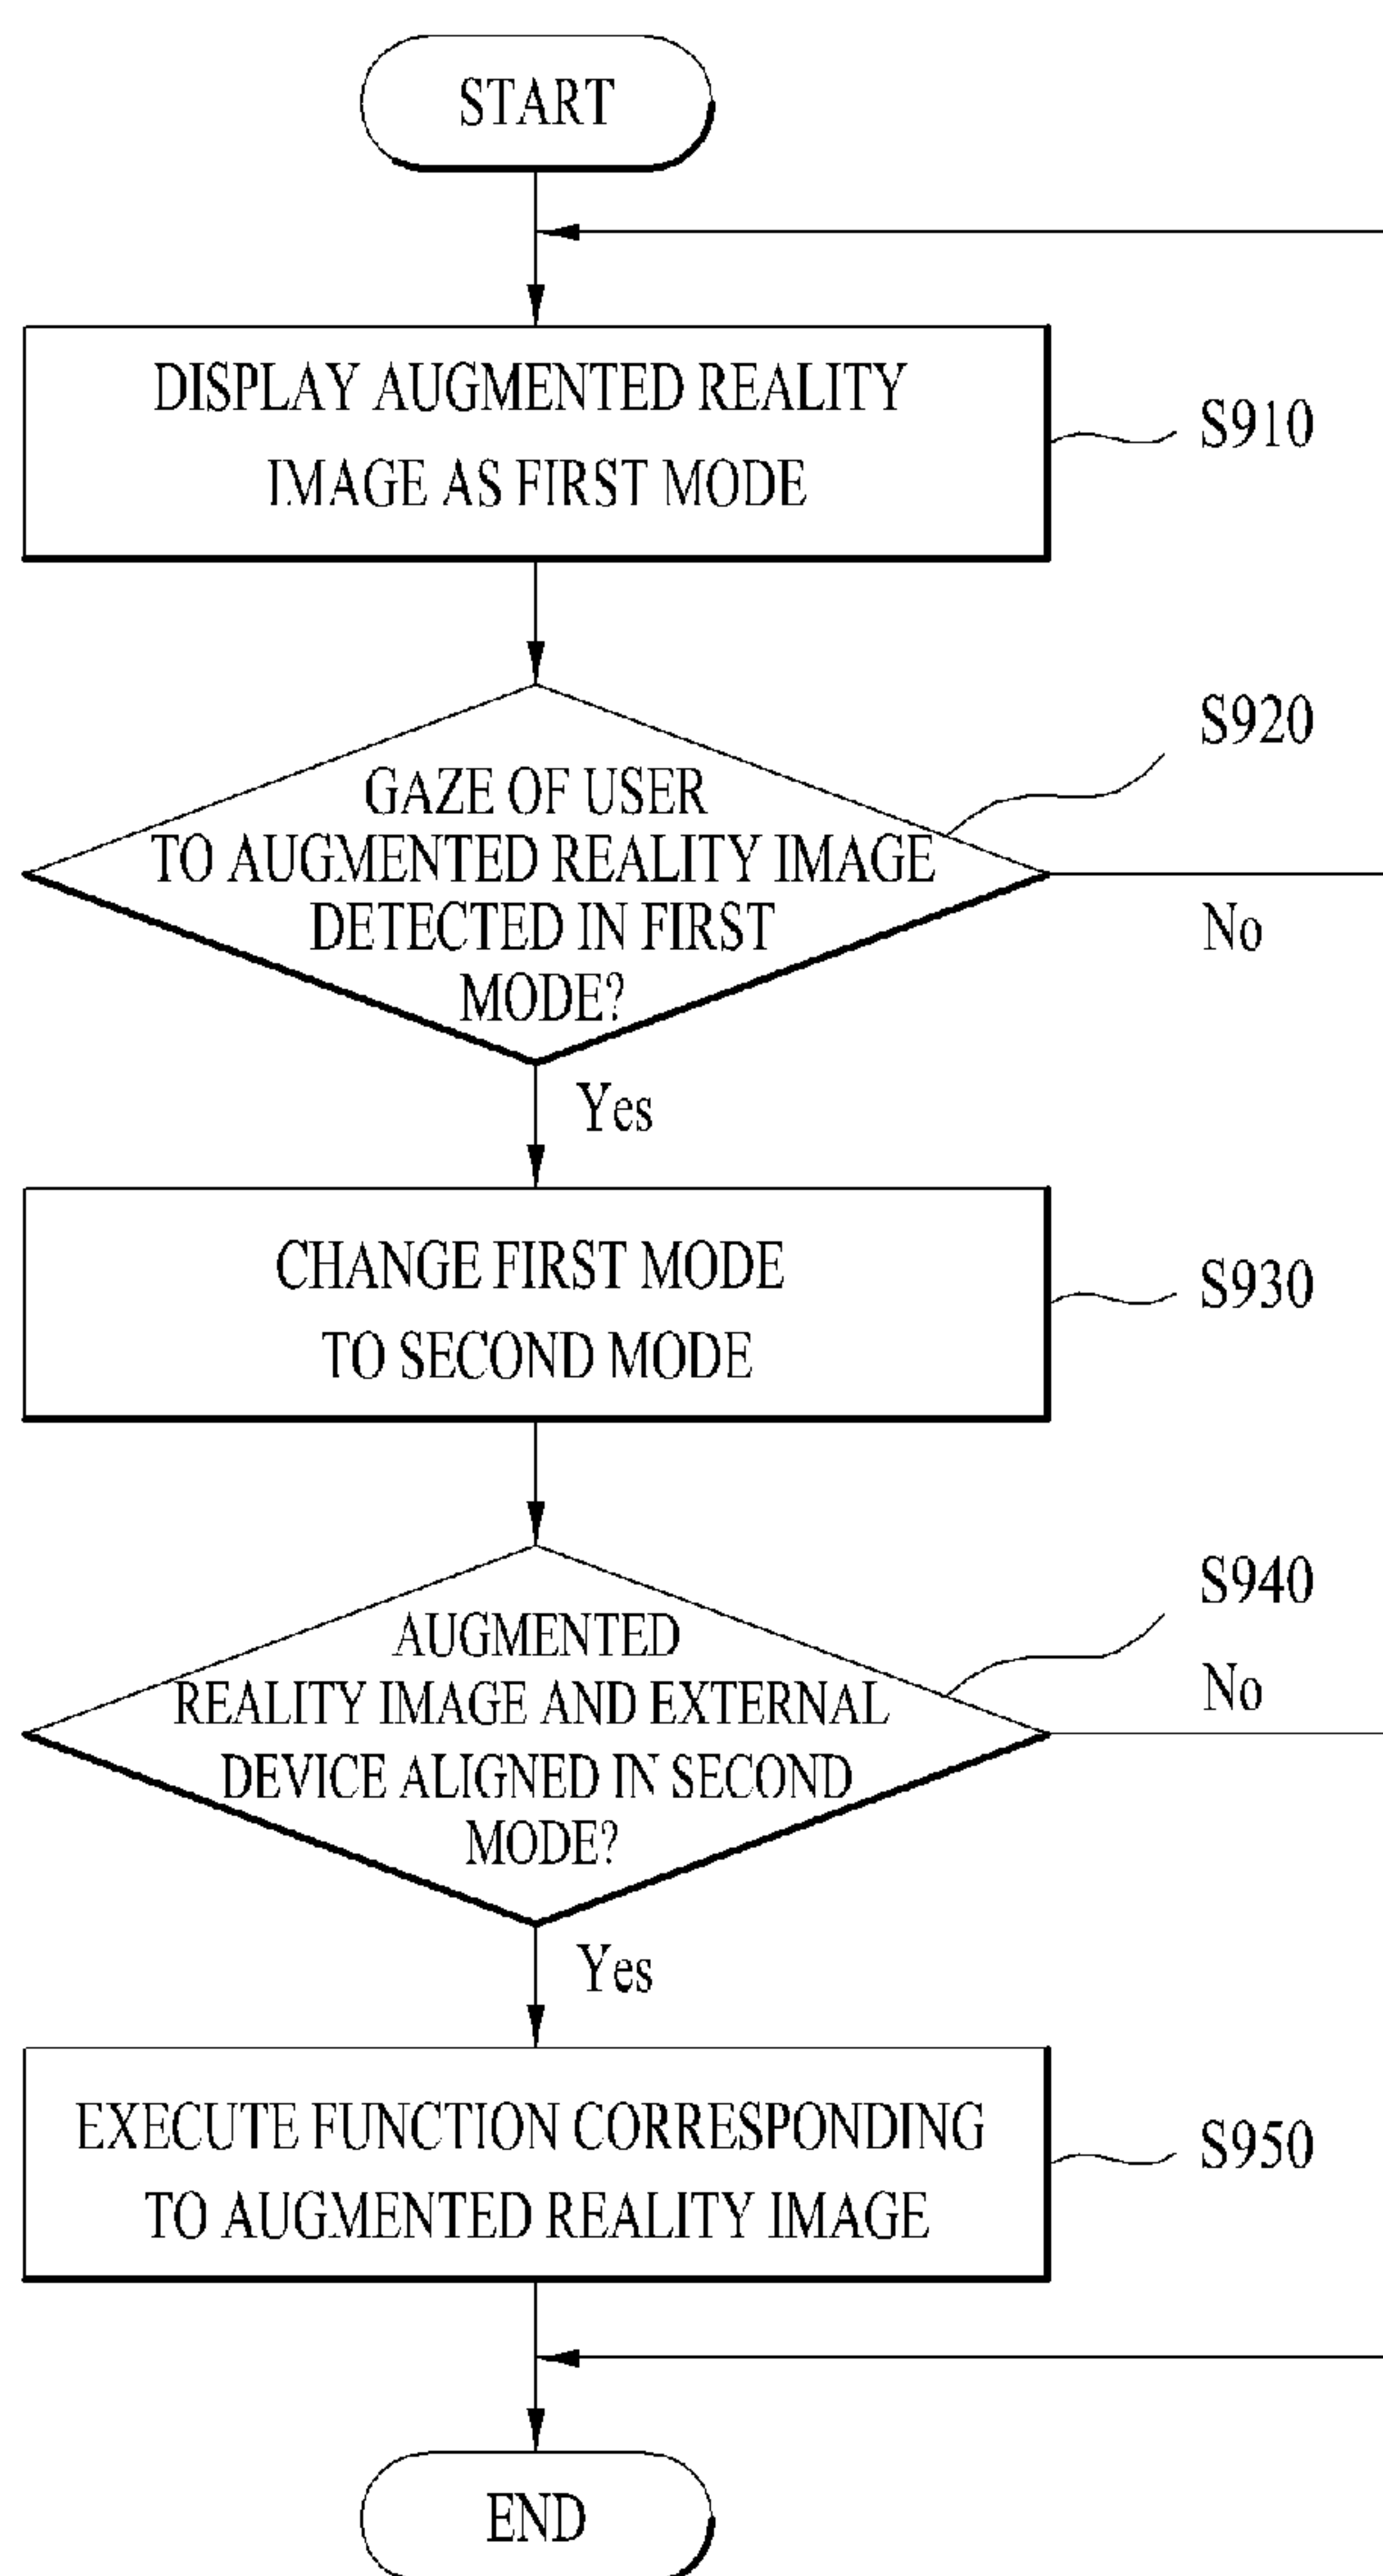 START
DISPLAY AUGMENTED REALITY
IMAGE AS FIRST MODE
S910
S920
GAZE OF USER
TO AUGMENTED REALITY IMAGE
DETECTED IN FIRST
MODE?
No
Yes
CHANGE FIRST MODE
TO SECOND MODE
S930
S940
AUGMENTED
REALITY IMAGE AND EXTERNAL
DEVICE ALIGNED IN SECOND
MODE?
No
Yes
EXECUTE FUNCTION CORRESPONDING
TO AUGMENTED REALITY IMAGE
S950
END